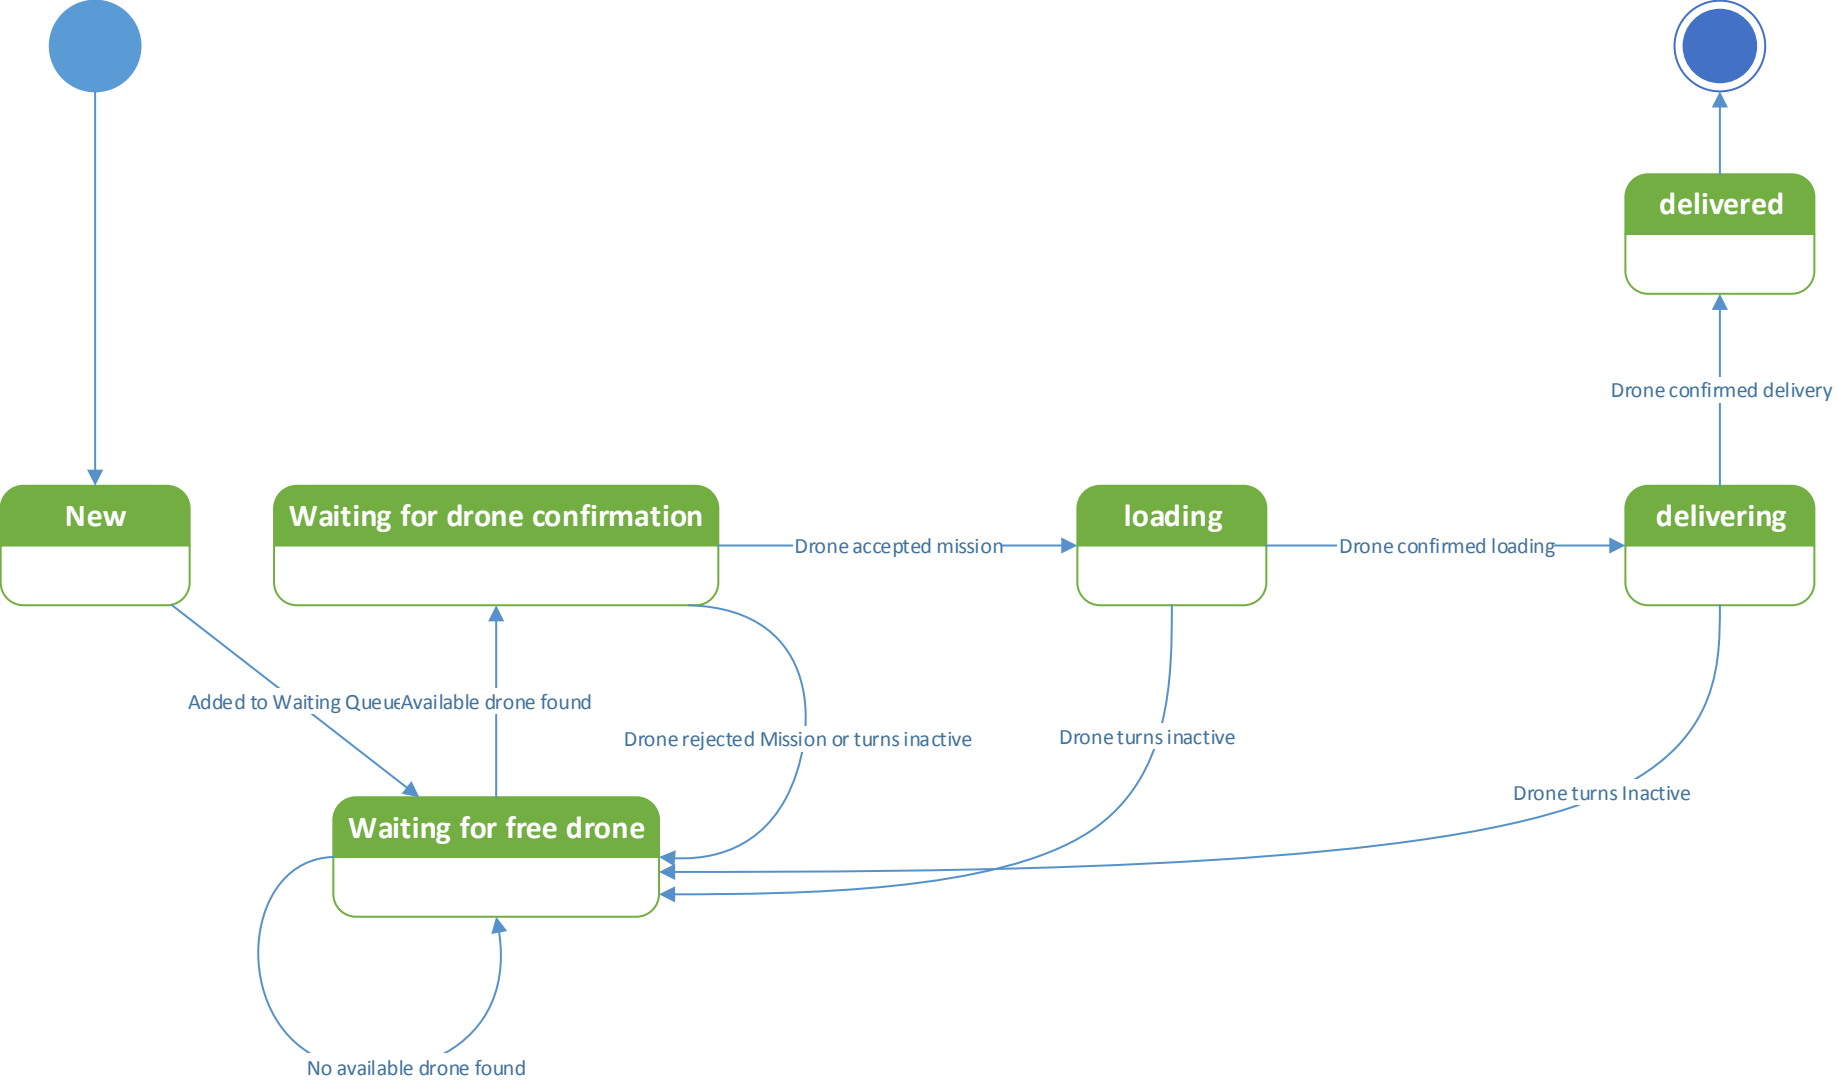 delivered
Drone confirmed delivery
New
Waiting for drone confirmation
loading
delivering
Drone accepted mission
Drone confirmed loading
Added to Waiting Queue
Available drone found
Drone rejected Mission or turns inactive
Drone turns inactive
Drone turns Inactive
Waiting for free drone
No available drone found